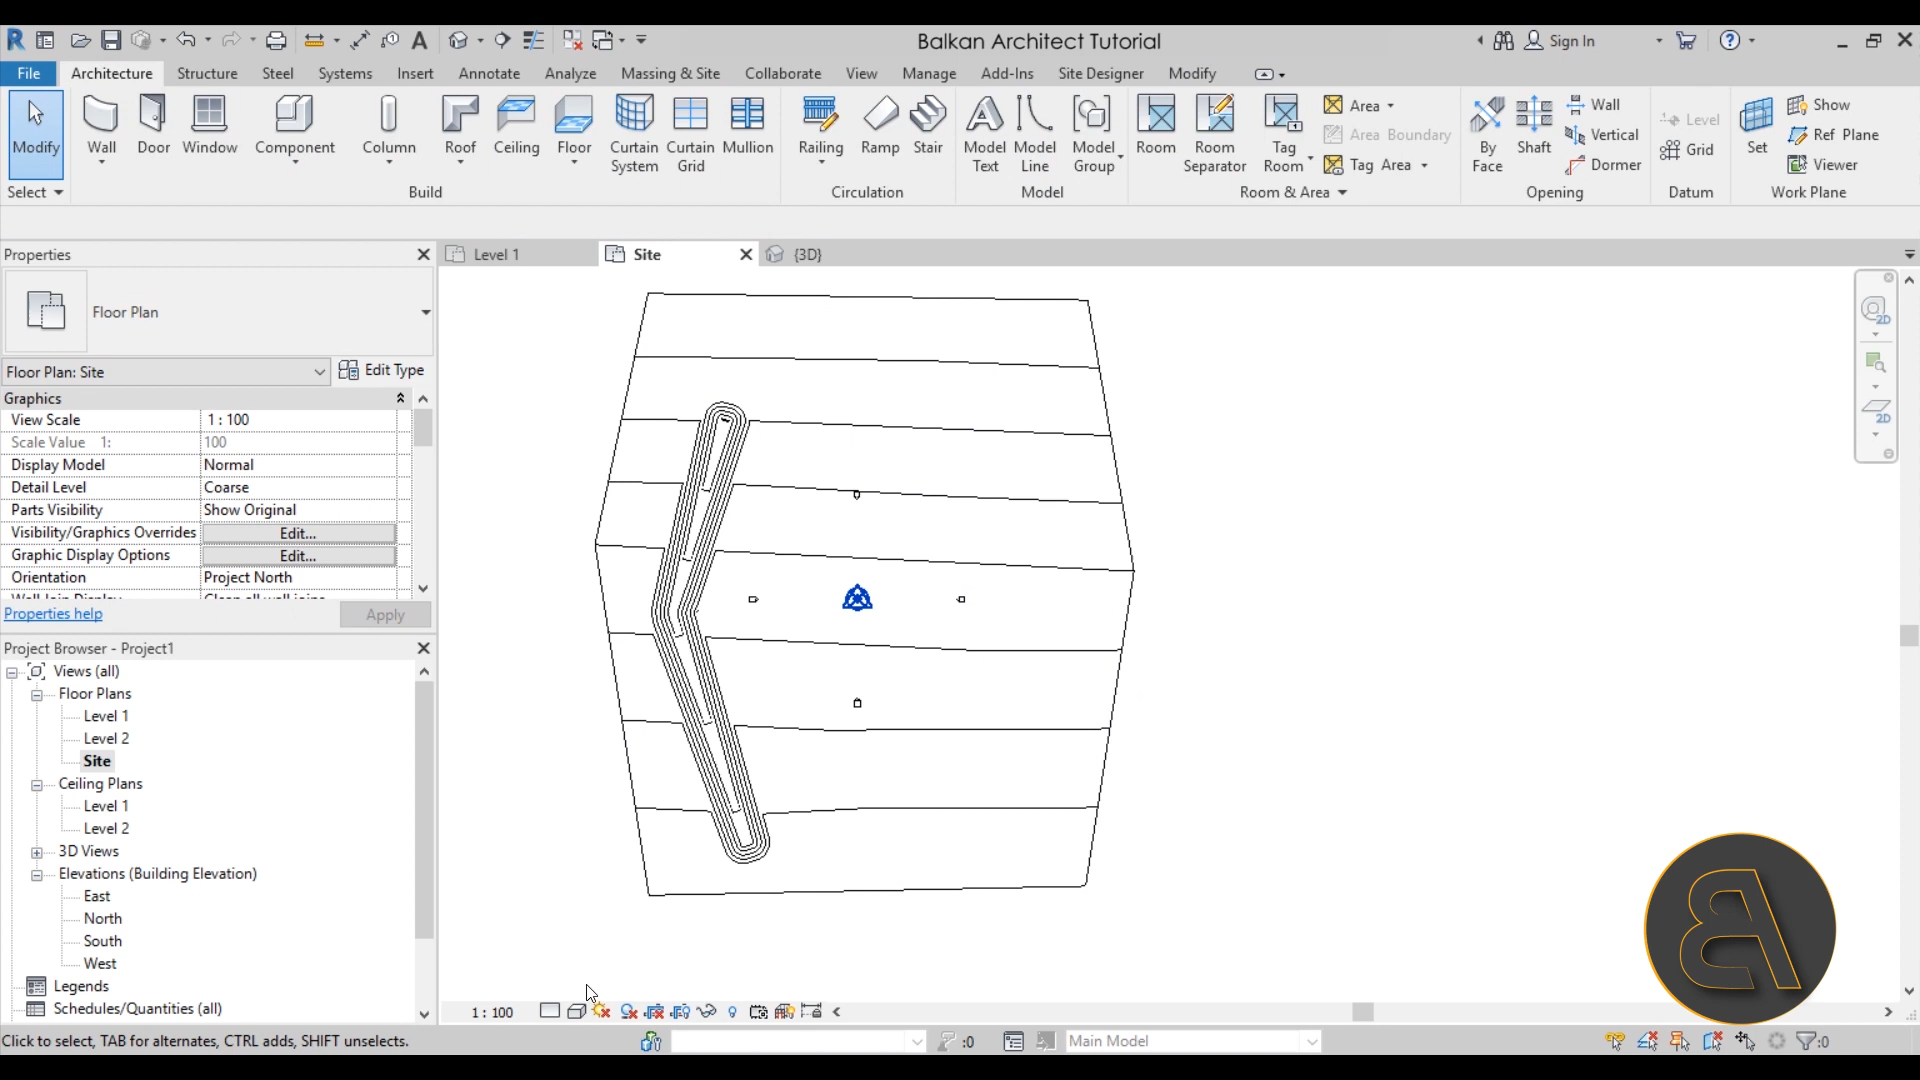 Balkan Architect Tutorial
Sign In
File Architecture Structure Steel Systems Insert Annotate Analyze Massing & Site Collaborate View Manage Add-Ins Site Designer Modify
Modify
Wall
Door
Window
Component
Column
Roof
Ceiling
Floor
Curtain System
Curtain Grid
Mullion
Railing
Ramp
Stair
Model Text
Model Line
Model Group
Room
Room Separator
Tag Room
Area
Area Boundary
Tag Area
By Face
Shaft
Wall
Vertical
Dormer
Level
Grid
Set
Show
Ref Plane
Viewer
Select Build Circulation Model Room & Area Opening Datum Work Plane
Properties
Level 1
Site
{3D}
Floor Plan
Floor Plan: Site
Edit Type
Graphics
View Scale 1 : 100
Scale Value 1: 100
Display Model Normal
Detail Level Coarse
Parts Visibility Show Original
Visibility/Graphics Overrides Edit...
Graphic Display Options Edit...
Orientation Project North
Wall Join Display Clean all wall joins
Properties help
Apply
Project Browser - Project1
Views (all)
Floor Plans
Level 1
Level 2
Site
Ceiling Plans
Level 1
Level 2
3D Views
Elevations (Building Elevation)
East
North
South
West
Legends
Schedules/Quantities (all)
2D
2D
1 : 100
Click to select, TAB for alternates, CTRL adds, SHIFT unselects.
:0
Main Model
:0